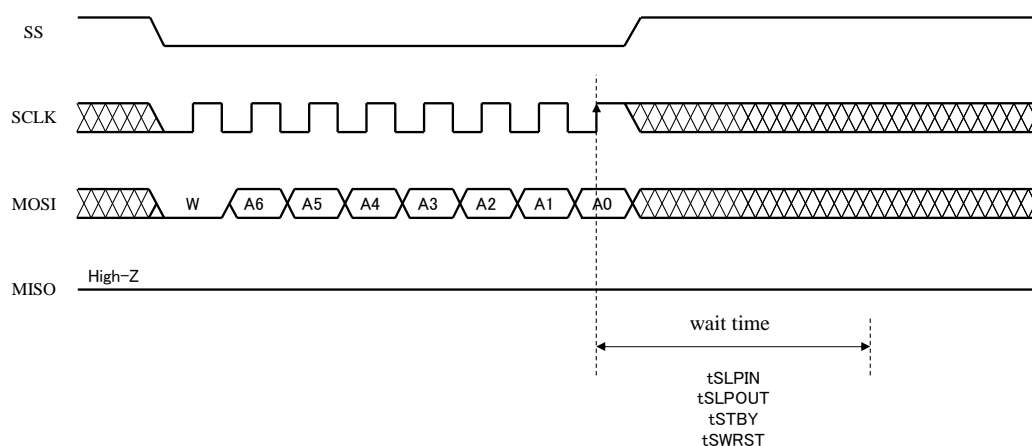 SS
SCLK
MOSI
W A6 A5 A4 A3 A2 A1 A0
High-Z
MISO
wait time
tSLPIN
tSLPOUT
tSTBY
tSWRST